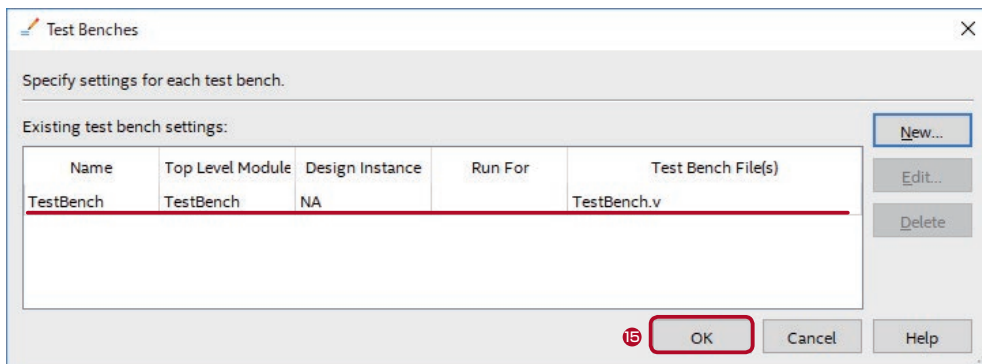 Test Benches
Specify settings for each test bench.
Existing test bench settings:
New...
Name Top Level Module Design Instance Run For Test Bench File(s)
Edit...
TestBench TestBench NA TestBench.v
Delete
⓯ OK Cancel Help